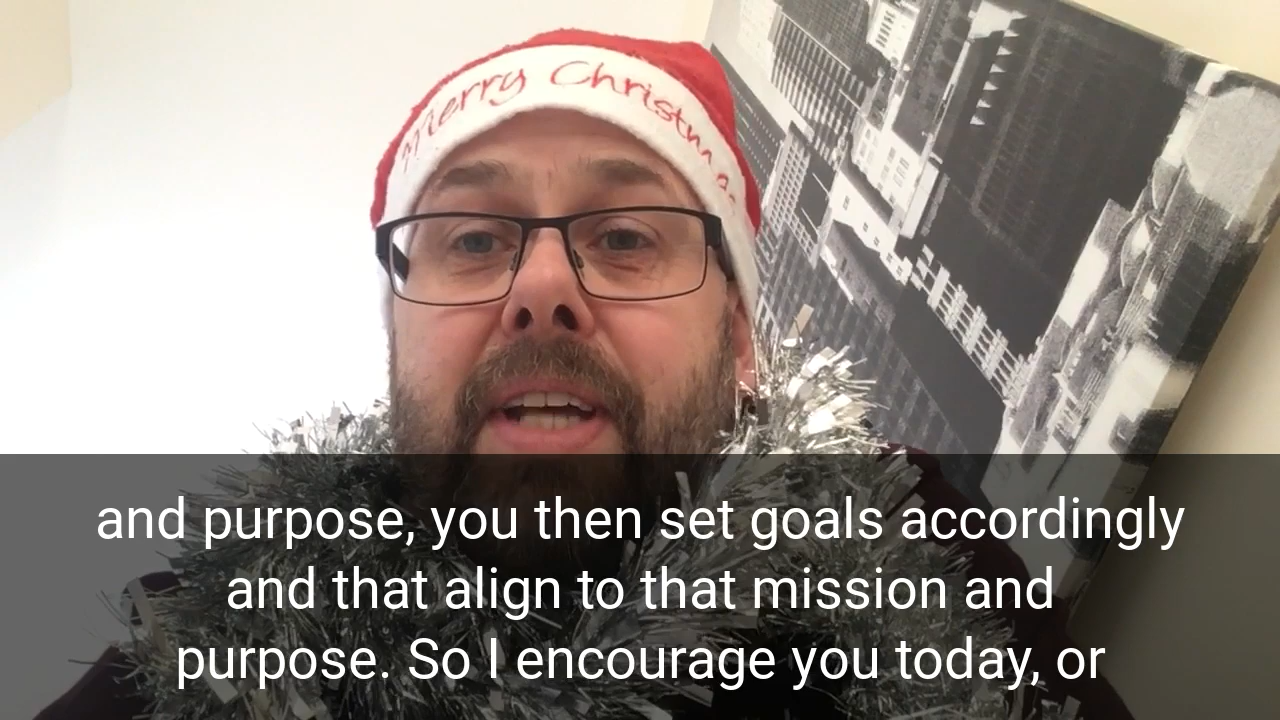 Merry Christmas
and purpose, you then set goals accordingly
and that align to that mission and
purpose. So I encourage you today, or